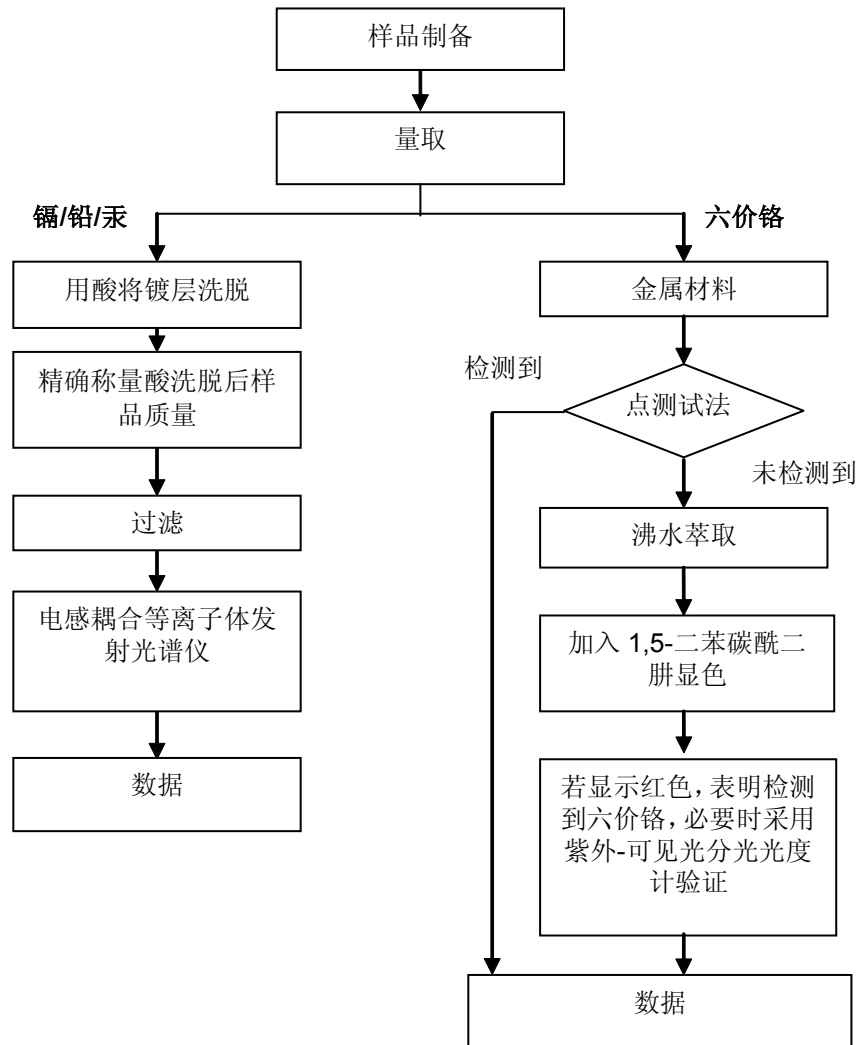 样品制备
量取
镉/铅/汞
六价铬
用酸将镀层洗脱
精确称量酸洗脱后样
品质量
过滤
电感耦合等离子体发
射光谱仪
数据
金属材料
检测到
点测试法
未检测到
沸水萃取
加入 1,5-二苯碳酰二
肼显色
若显示红色，表明检测
到六价铬，必要时采用
紫外-可见光分光光度
计验证
数据